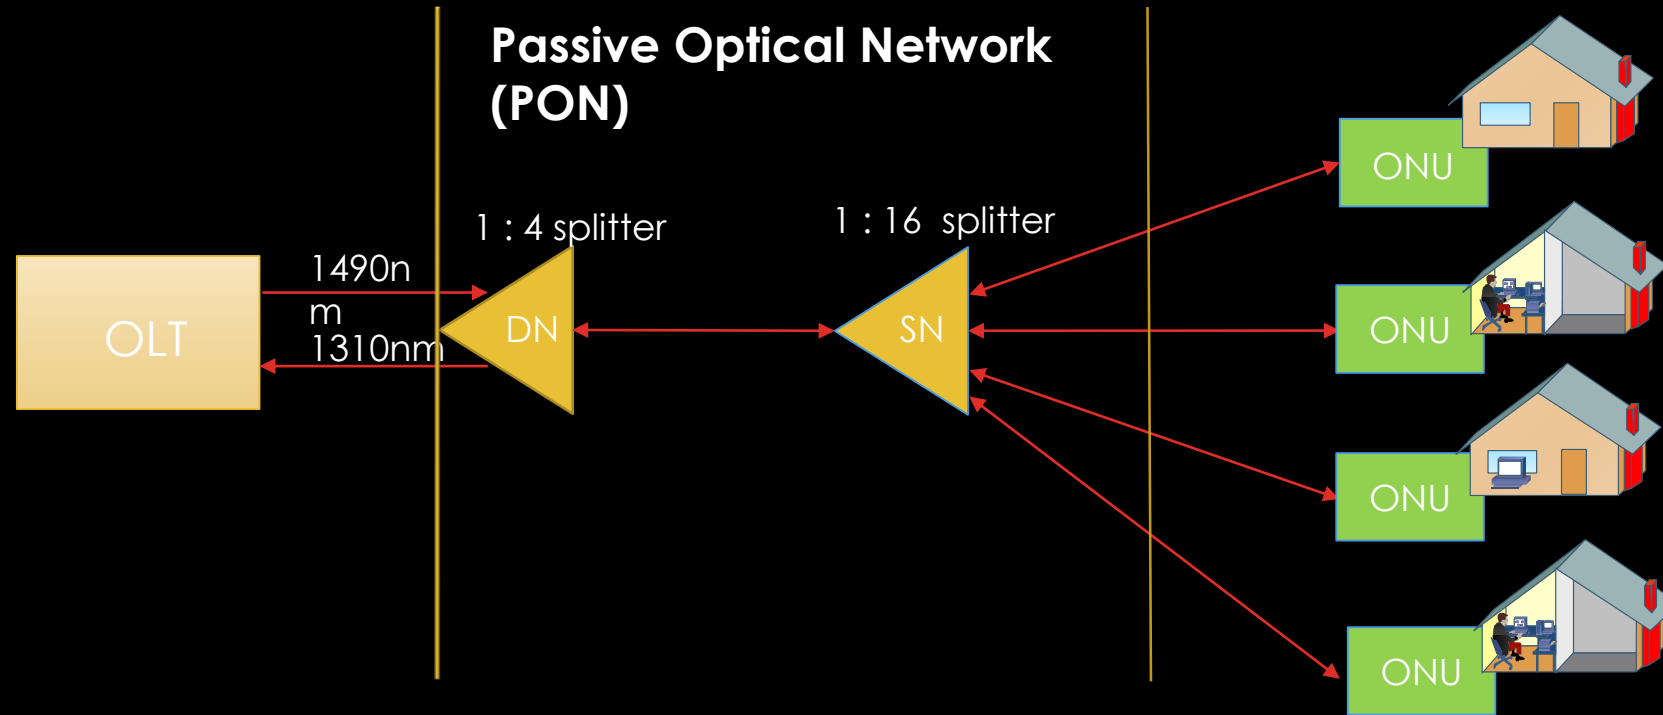 Passive Optical Network
(PON)
1 : 4 splitter
1 : 16  splitter
1490n
m
1310nm
OLT
DN
SN
ONU
ONU
ONU
ONU